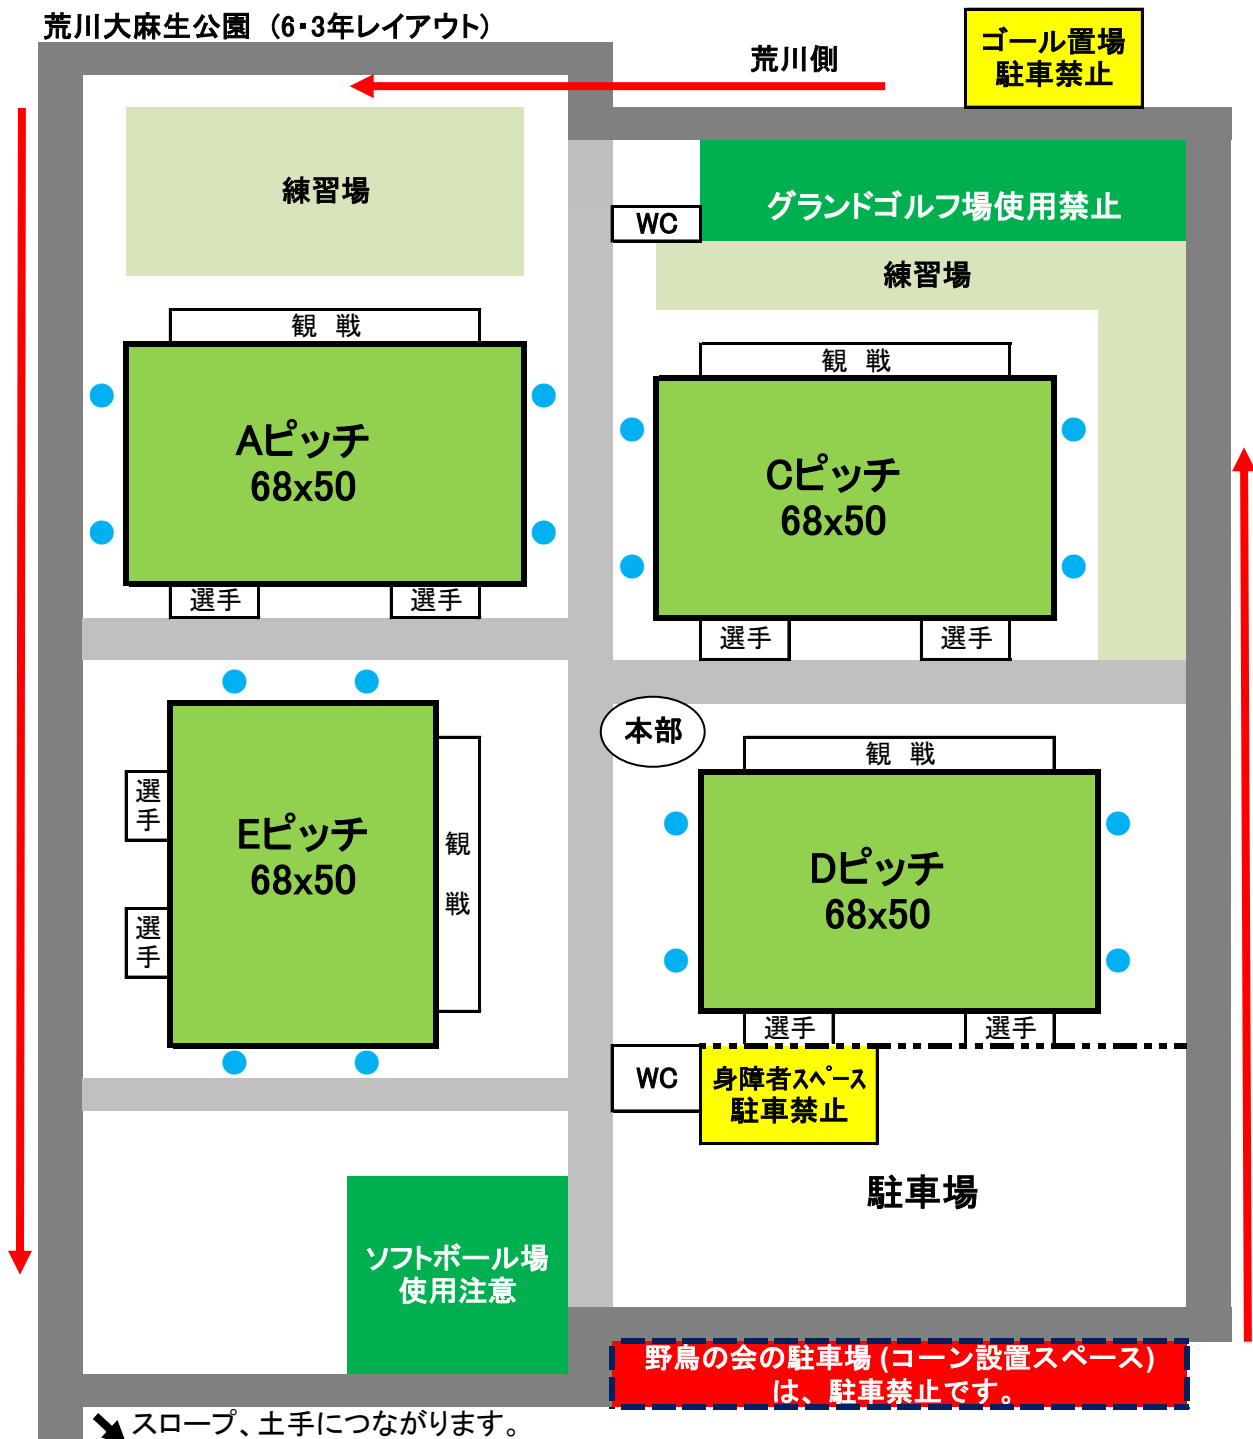 荒川大麻生公園 (6・3年レイアウト)
荒川側
ゴール置場
駐車禁止
練習場
グランドゴルフ場使用禁止
WC
練習場
観 戦
Aピッチ
68x50
選手
選手
観 戦
Cピッチ
68x50
選手
選手
本部
選手
選手
Eピッチ
68x50
観
戦
観 戦
Dピッチ
68x50
選手
選手
WC
身障者スペース
駐車禁止
駐車場
ソフトボール場
使用注意
野鳥の会の駐車場 (コーン設置スペース)
は、駐車禁止です。
スロープ、土手につながります。